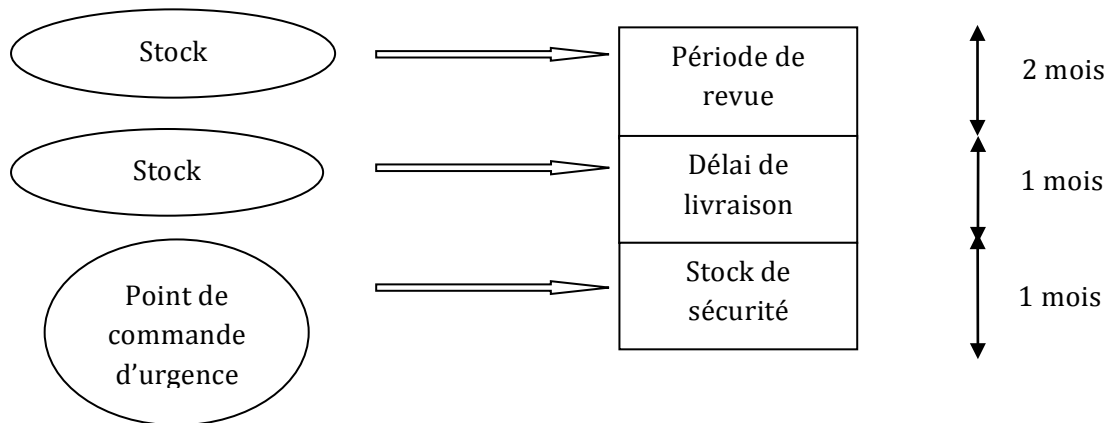 Stock
Période de
revue
2 mois
Stock
Délai de
livraison
1 mois
Point de
commande
d'urgence
Stock de
sécurité
1 mois